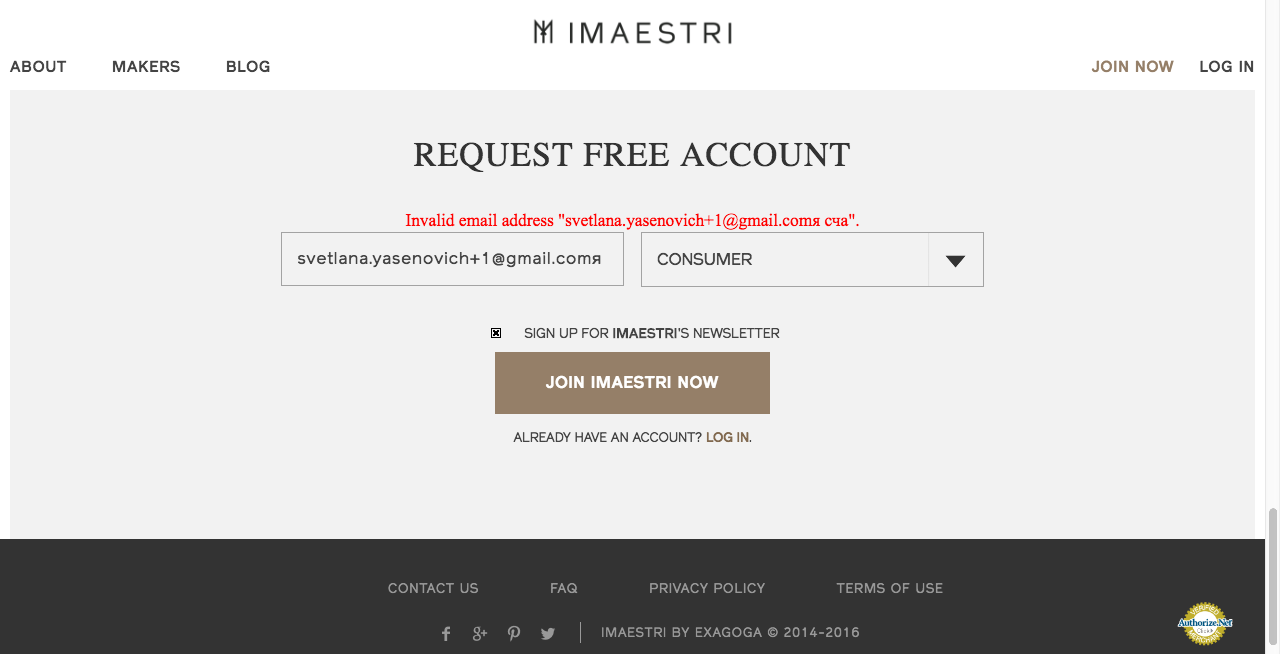 IMAESTRI
ABOUT MAKERS BLOG JOIN NOW LOG IN
REQUEST FREE ACCOUNT
Invalid email address "svetlana.yasenovich+1@gmail.comя сча".
svetlana.yasenovich+1@gmail.comя CONSUMER
SIGN UP FOR IMAESTRI'S NEWSLETTER
JOIN IMAESTRI NOW
ALREADY HAVE AN ACCOUNT? LOG IN.
CONTACT US FAQ PRIVACY POLICY TERMS OF USE
IMAESTRI BY EXAGOGA © 2014-2016
Authorize.Net
Click